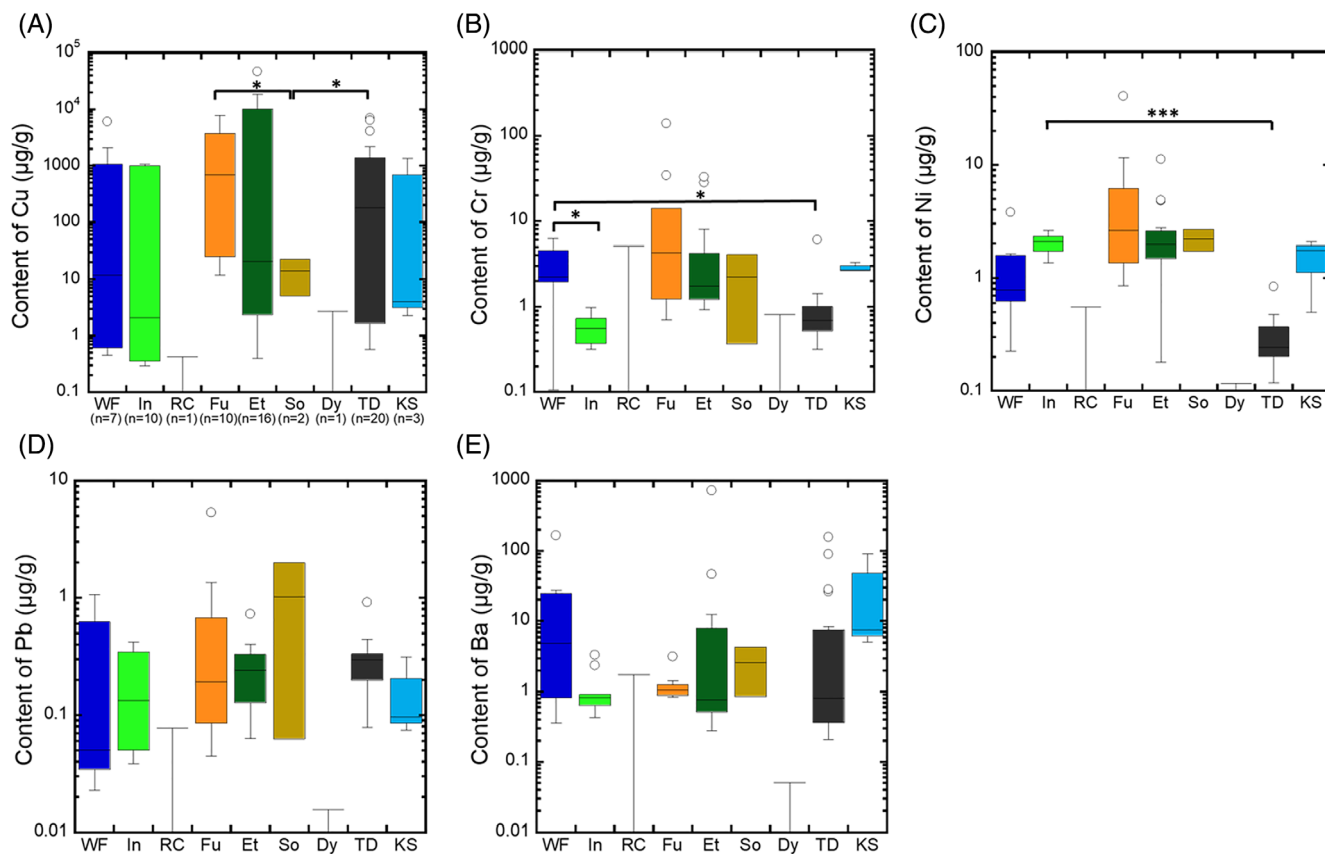 (A)
Content of Cu (µg/g)
10⁵
10⁴
1000
100
10
1
0.1
*
*
WF In RC Fu Et So Dy TD KS
(n=7) (n=10) (n=1) (n=10) (n=16) (n=2) (n=1) (n=20) (n=3)
(B)
Content of Cr (µg/g)
1000
100
10
1
0.1
*
*
WF In RC Fu Et So Dy TD KS
(C)
Content of Ni (µg/g)
100
10
1
0.1
***
WF In RC Fu Et So Dy TD KS
(D)
Content of Pb (µg/g)
10
1
0.1
0.01
WF In RC Fu Et So Dy TD KS
(E)
Content of Ba (µg/g)
1000
100
10
1
0.1
0.01
WF In RC Fu Et So Dy TD KS